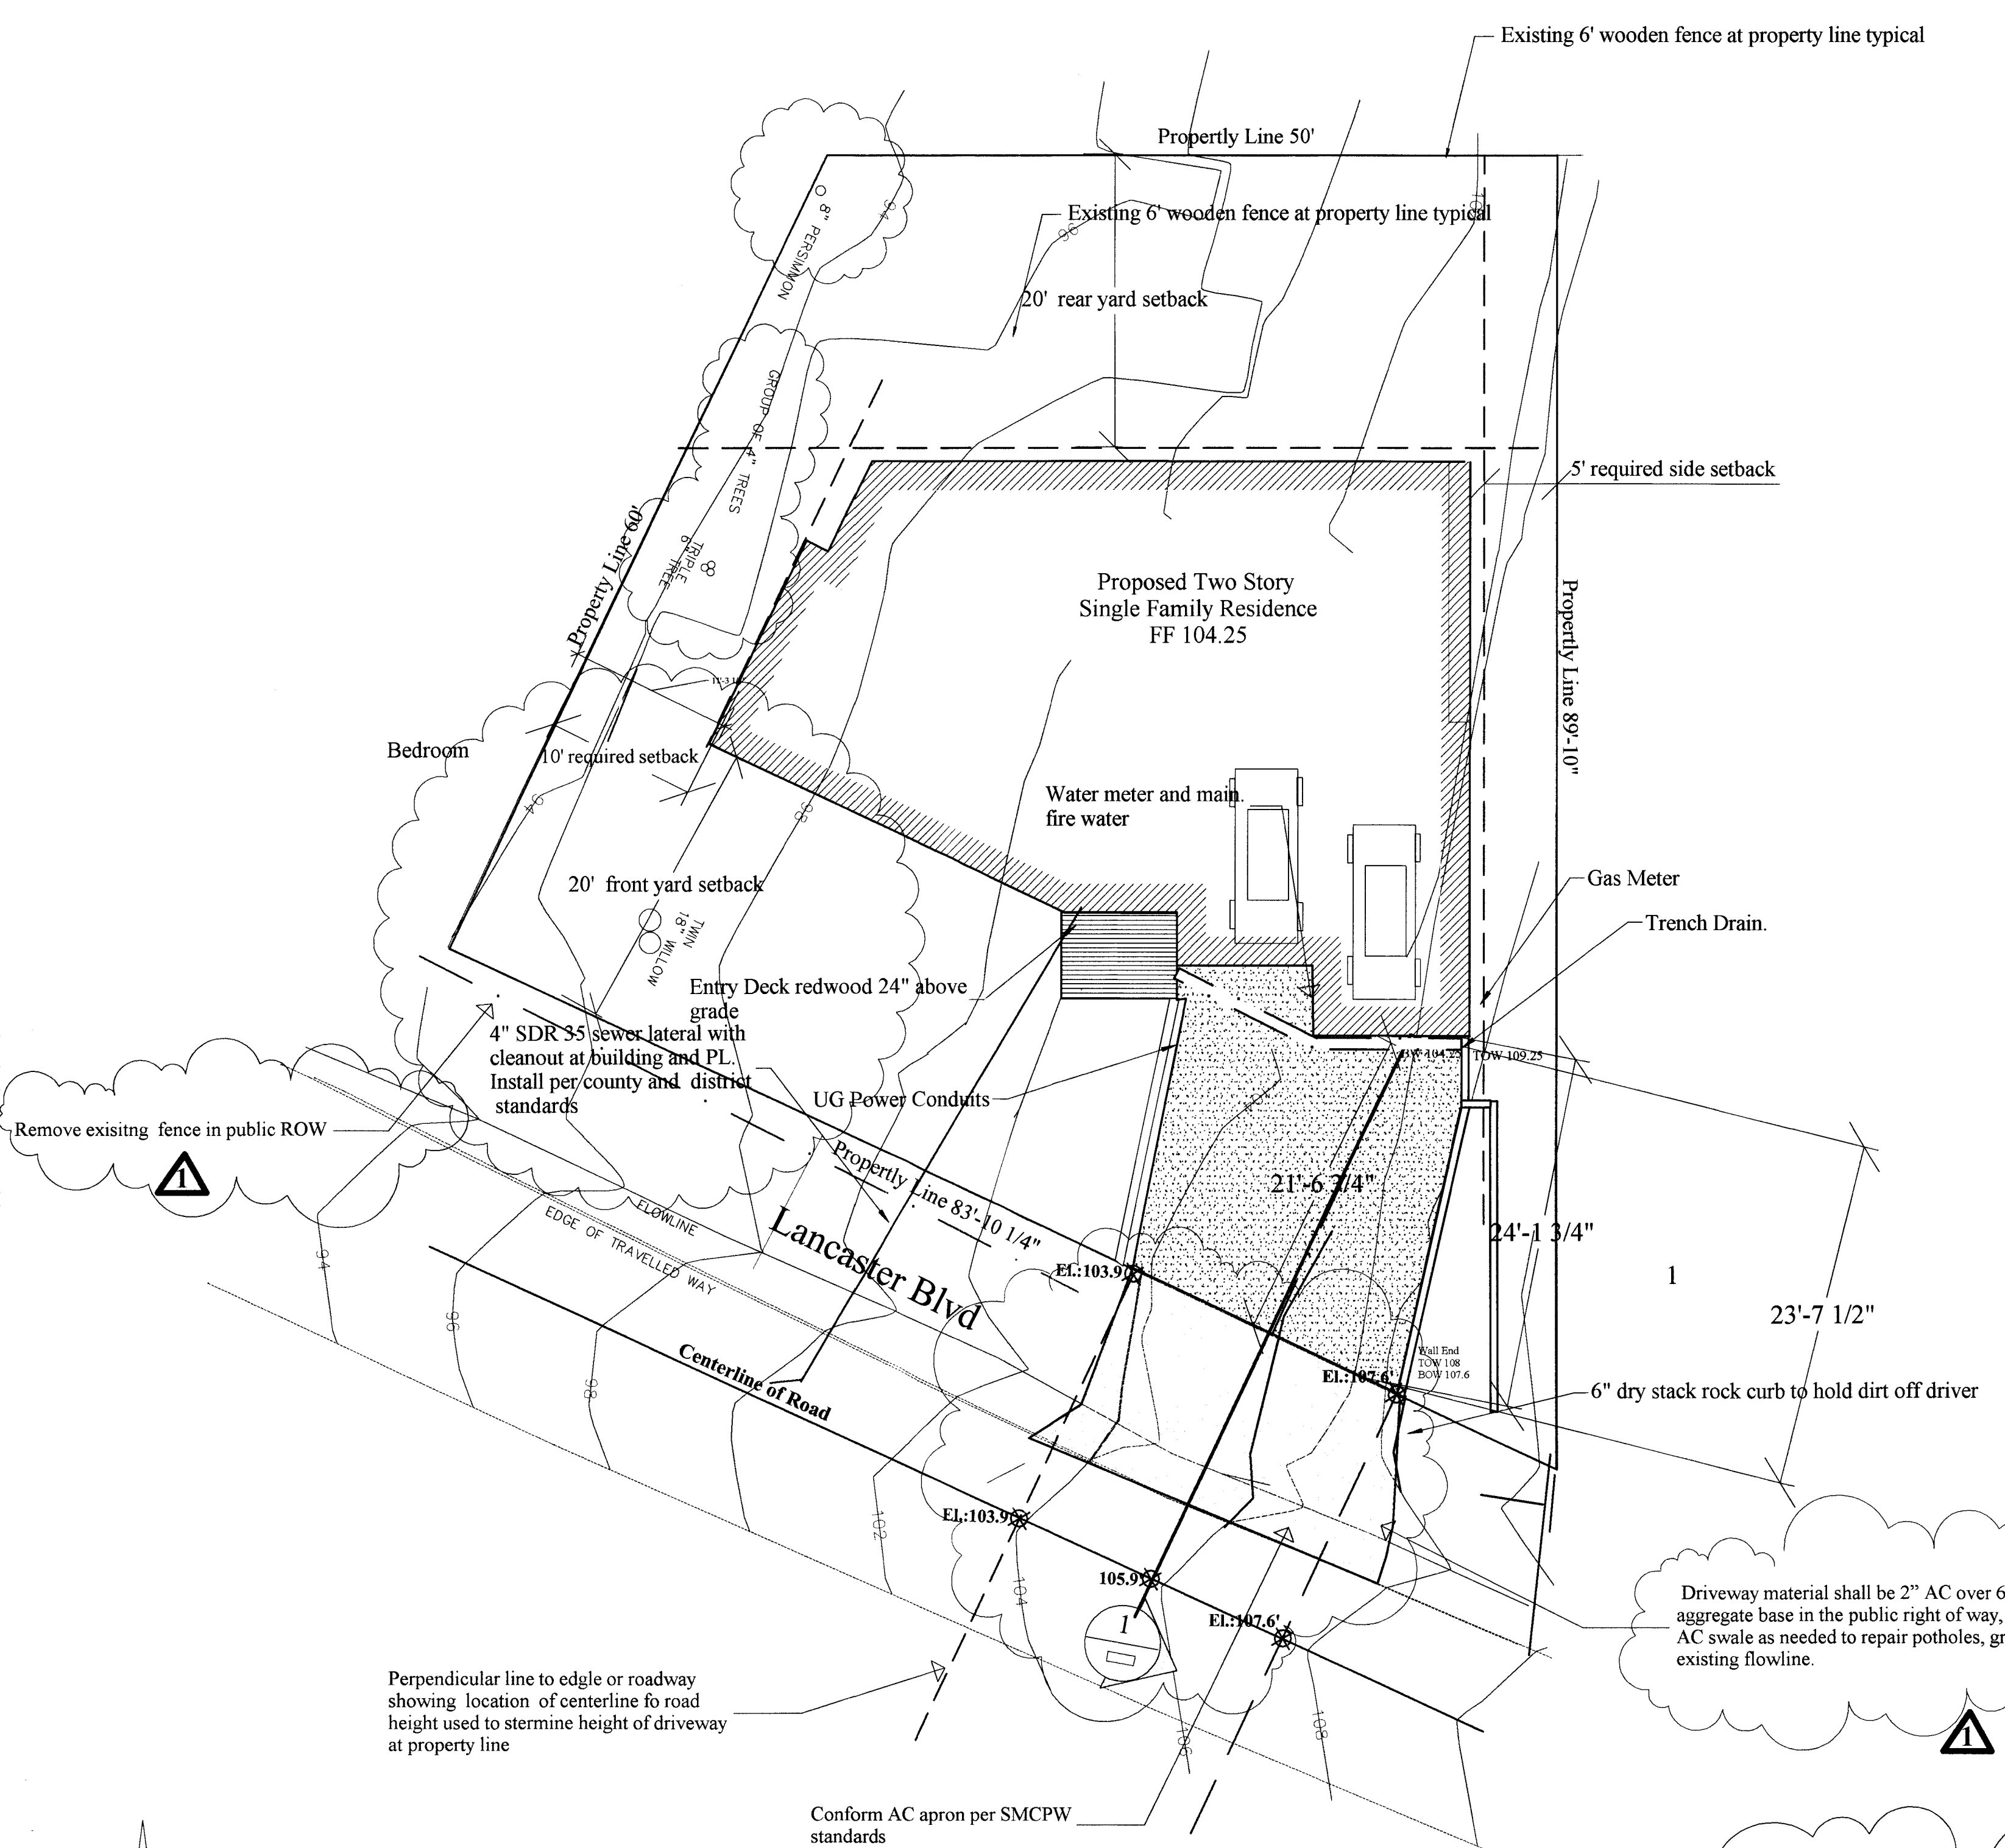 Existing 6' wooden fence at property line typical
Propertly Line 50'
Existing 6' wooden fence at property line typical
94
96
8" PERSIMMON
20' rear yard setback
GROUP OF 4" TREES
5' required side setback
Property Line 60'
TRIPLE
6" TREE
Proposed Two Story
Single Family Residence
FF 104.25
Propertly Line 89'-10"
Bedroom
10' required setback
94
98
Water meter and main.
fire water
20' front yard setback
Gas Meter
TWIN
18"
WILLOW
Trench Drain.
Entry Deck redwood 24" above
grade
4" SDR 35 sewer lateral with
cleanout at building and PL.
Install per county and district
standards
TOW 109.25
UG Power Conduits
Remove exisitng fence in public ROW
1
Propertly Line 83'-10 1/4"
21'-6 3/4"
24'-1 3/4"
1
23'-7 1/2"
FLOWLINE
EDGE OF TRAVELLED WAY
Lancaster Blvd
El.:103.9
94
96
98
Centerline of Road
Wall End
TOW 108
BOW 107.6
El.:107.6'
6" dry stack rock curb to hold dirt off driver
102
El.:103.9
104
105.9
1
El.:107.6'
106
108
Driveway material shall be 2” AC over 6
aggregate base in the public right of way,
AC swale as needed to repair potholes, gr
existing flowline.
1
Perpendicular line to edgle or roadway
showing location of centerline fo road
height used to stermine height of driveway
at property line
Conform AC apron per SMCPW
standards